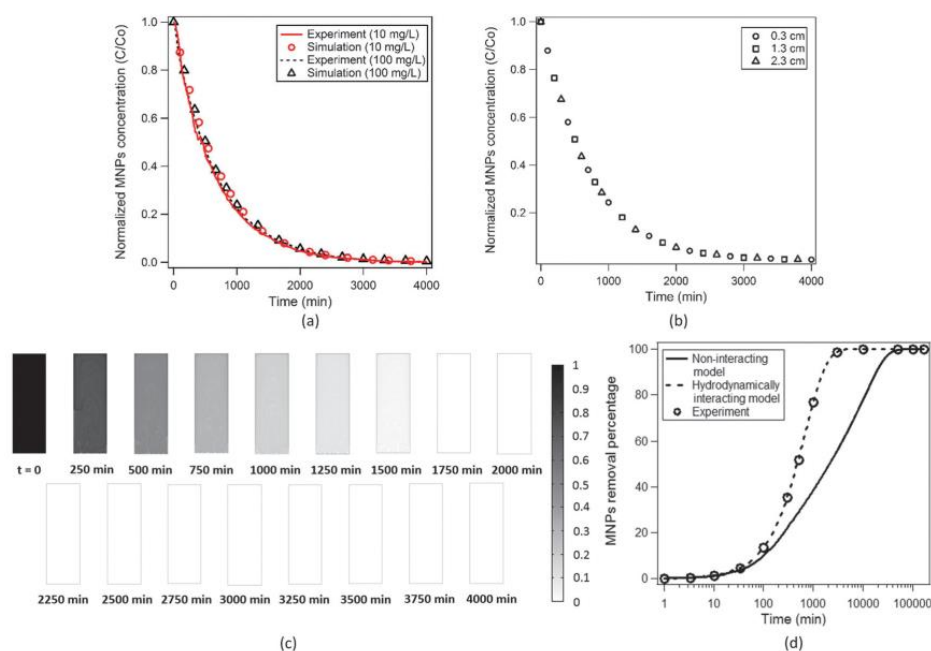 Normalized MNPs concentration (C/Co)
1.0
0.8
0.6
0.4
0.2
0.0
Experiment (10 mg/L)
Simulation (10 mg/L)
Experiment (100 mg/L)
Simulation (100 mg/L)
0 1000 2000 3000 4000
Time (min)
(a)
Normalized MNPs concentration (C/Co)
1.0
0.8
0.6
0.4
0.2
0.3 cm
1.3 cm
2.3 cm
0 1000 2000 3000 4000
Time (min)
(b)
t = 0 250 min 500 min 750 min 1000 min 1250 min 1500 min 1750 min 2000 min
2250 min 2500 min 2750 min 3000 min 3250 min 3500 min 3750 min 4000 min
1
0.9
0.8
0.7
0.6
0.5
0.4
0.3
0.2
0.1
0
(c)
MNPs removal percentage
100
80
60
40
20
0
Non-interacting
model
Hydrodynamically
interacting model
Experiment
1 10 100 1000 10000 100000
Time (min)
(d)